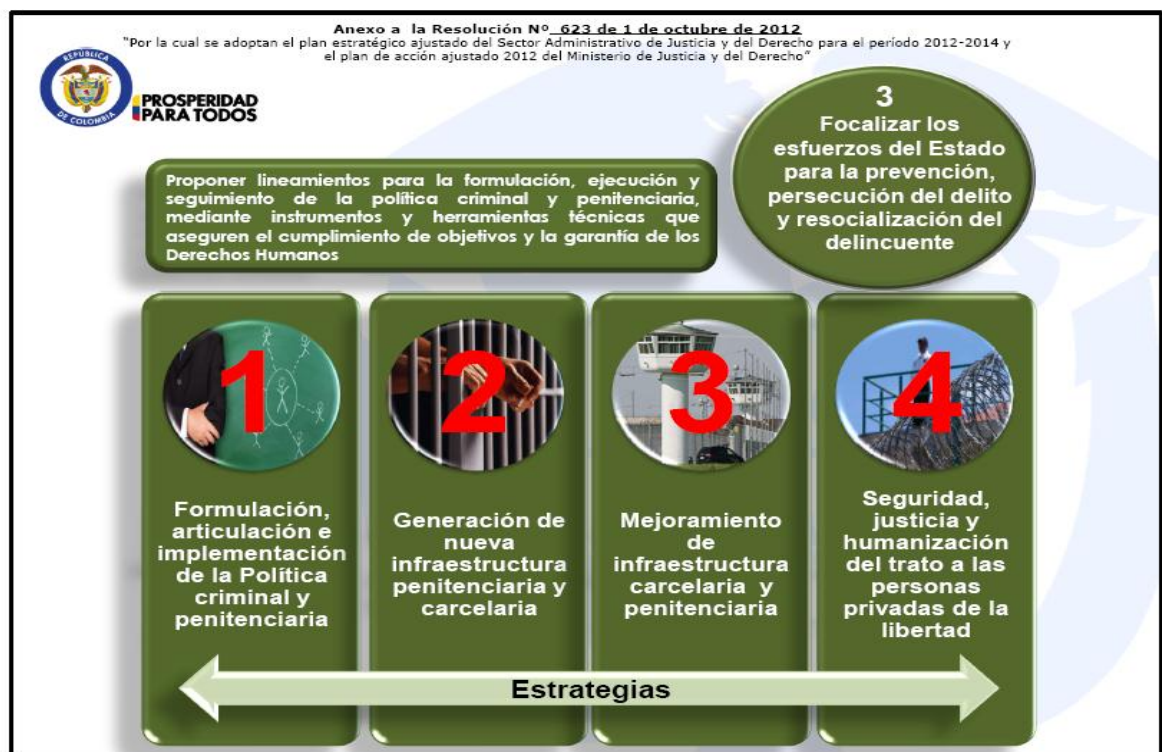 Anexo a la Resolución Nº 623 de 1 de octubre de 2012
"Por la cual se adoptan el plan estratégico ajustado del Sector Administrativo de Justicia y del Derecho para el período 2012-2014 y
el plan de acción ajustado 2012 del Ministerio de Justicia y del Derecho"
REPÚBLICA
DE COLOMBIA
PROSPERIDAD
PARA TODOS
3
Focalizar los
esfuerzos del Estado
para la prevención,
persecución del delito
y resocialización del
delincuente
Proponer lineamientos para la formulación, ejecución y
seguimiento de la política criminal y penitenciaria,
mediante instrumentos y herramientas técnicas que
aseguren el cumplimiento de objetivos y la garantía de los
Derechos Humanos
1
Formulación,
articulación e
implementación
de la Política
criminal y
penitenciaria
2
Generación de
nueva
infraestructura
penitenciaria y
carcelaria
3
Mejoramiento
de
infraestructura
carcelaria y
penitenciaria
4
Seguridad,
justicia y
humanización
del trato a las
personas
privadas de la
libertad
Estrategias